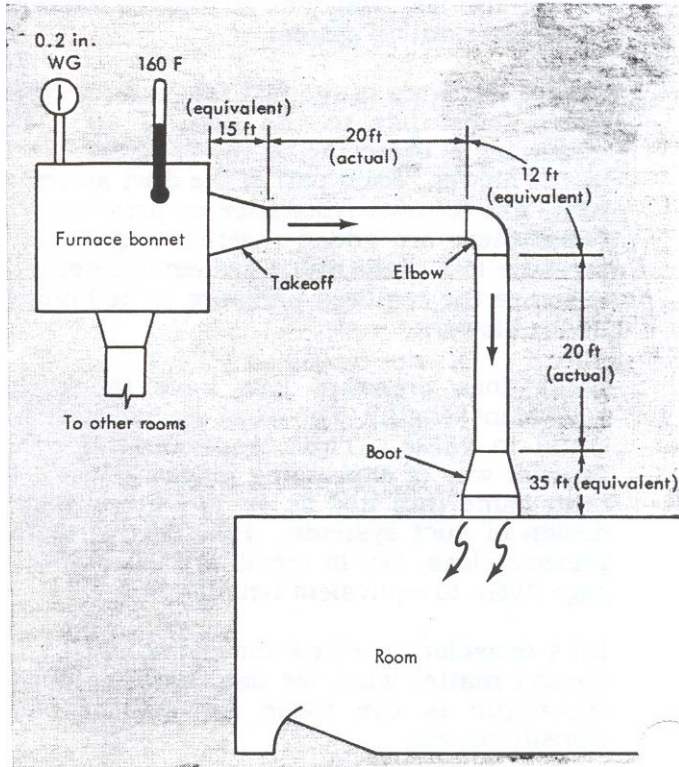 0.2 in.
WG
160 F
(equivalent)
15 ft
20 ft
(actual)
12 ft
(equivalent)
Furnace bonnet
Takeoff
Elbow
20 ft
(actual)
To other rooms
Boot
35 ft (equivalent)
Room